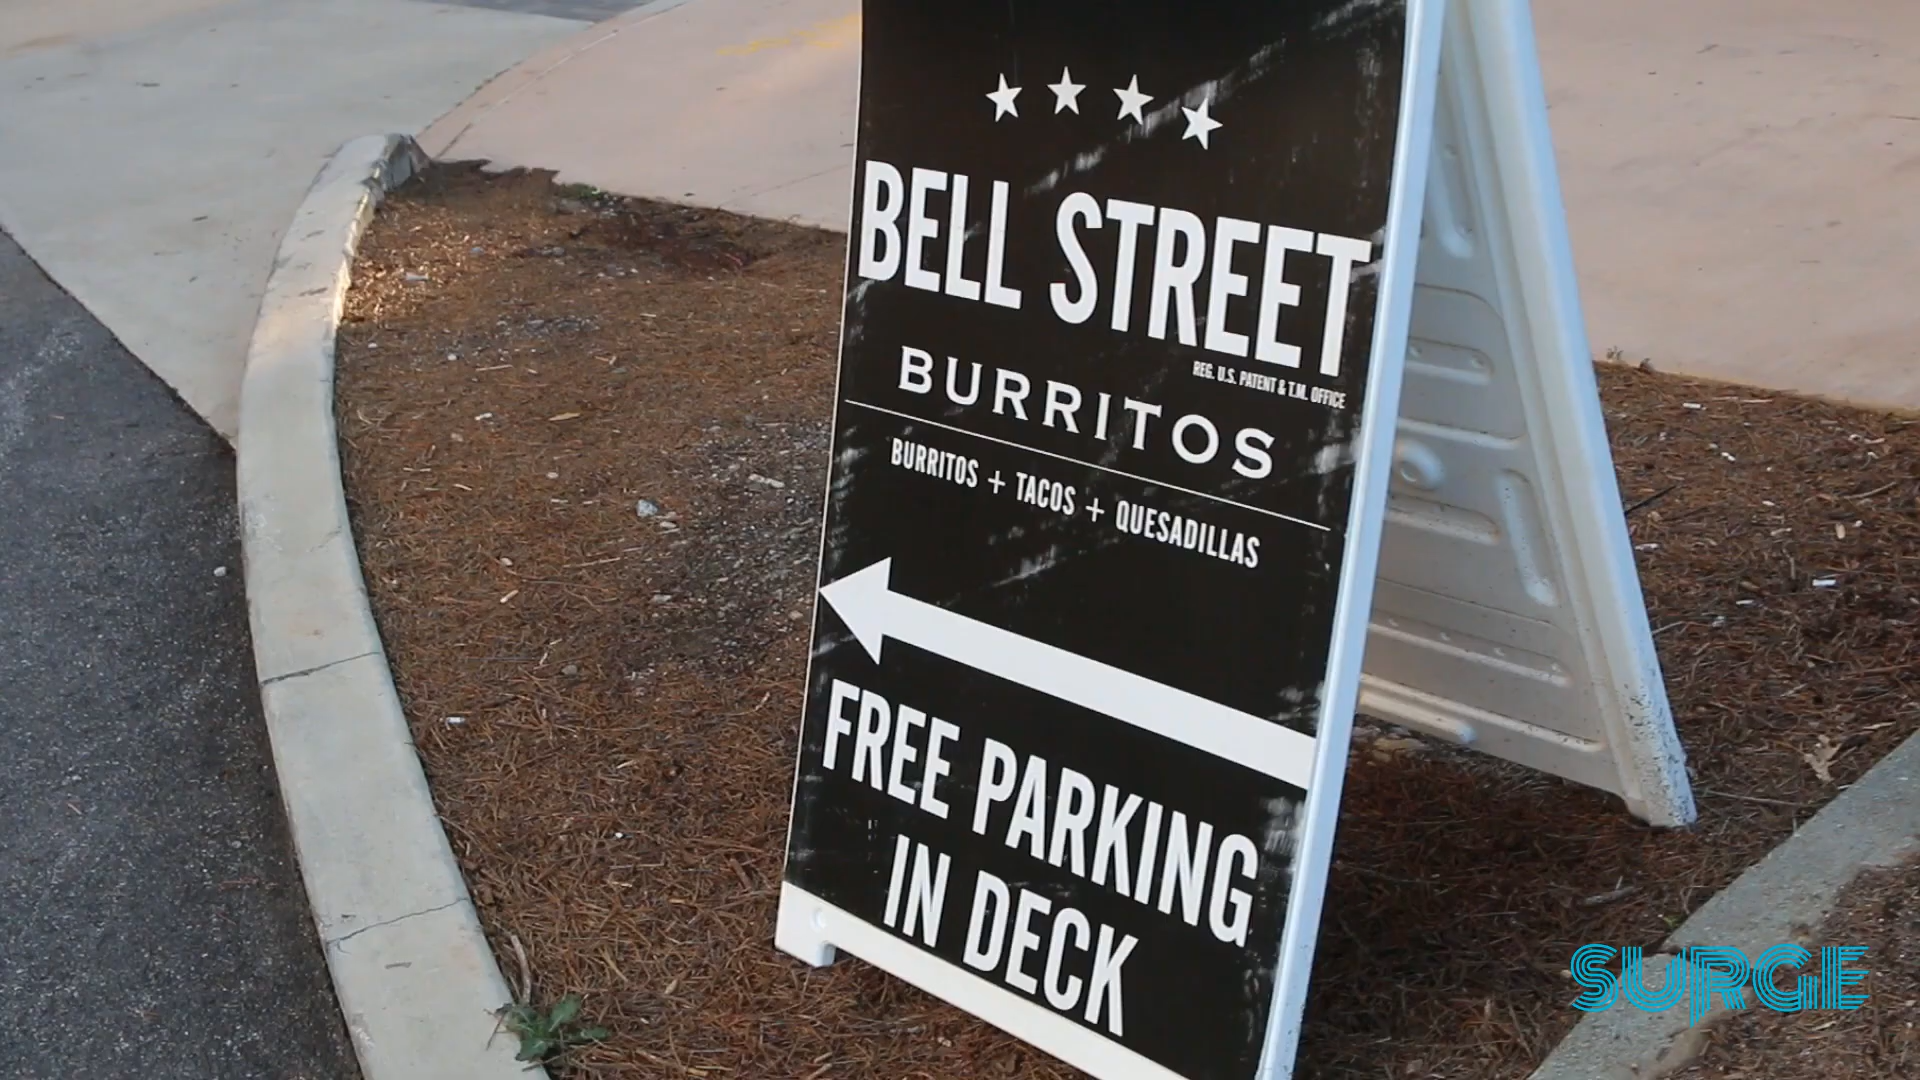 BELL STREET
REG. U.S. PATENT & T.M. OFFICE
BURRITOS
BURRITOS + TACOS + QUESADILLAS
FREE PARKING
IN DECK
SURGE